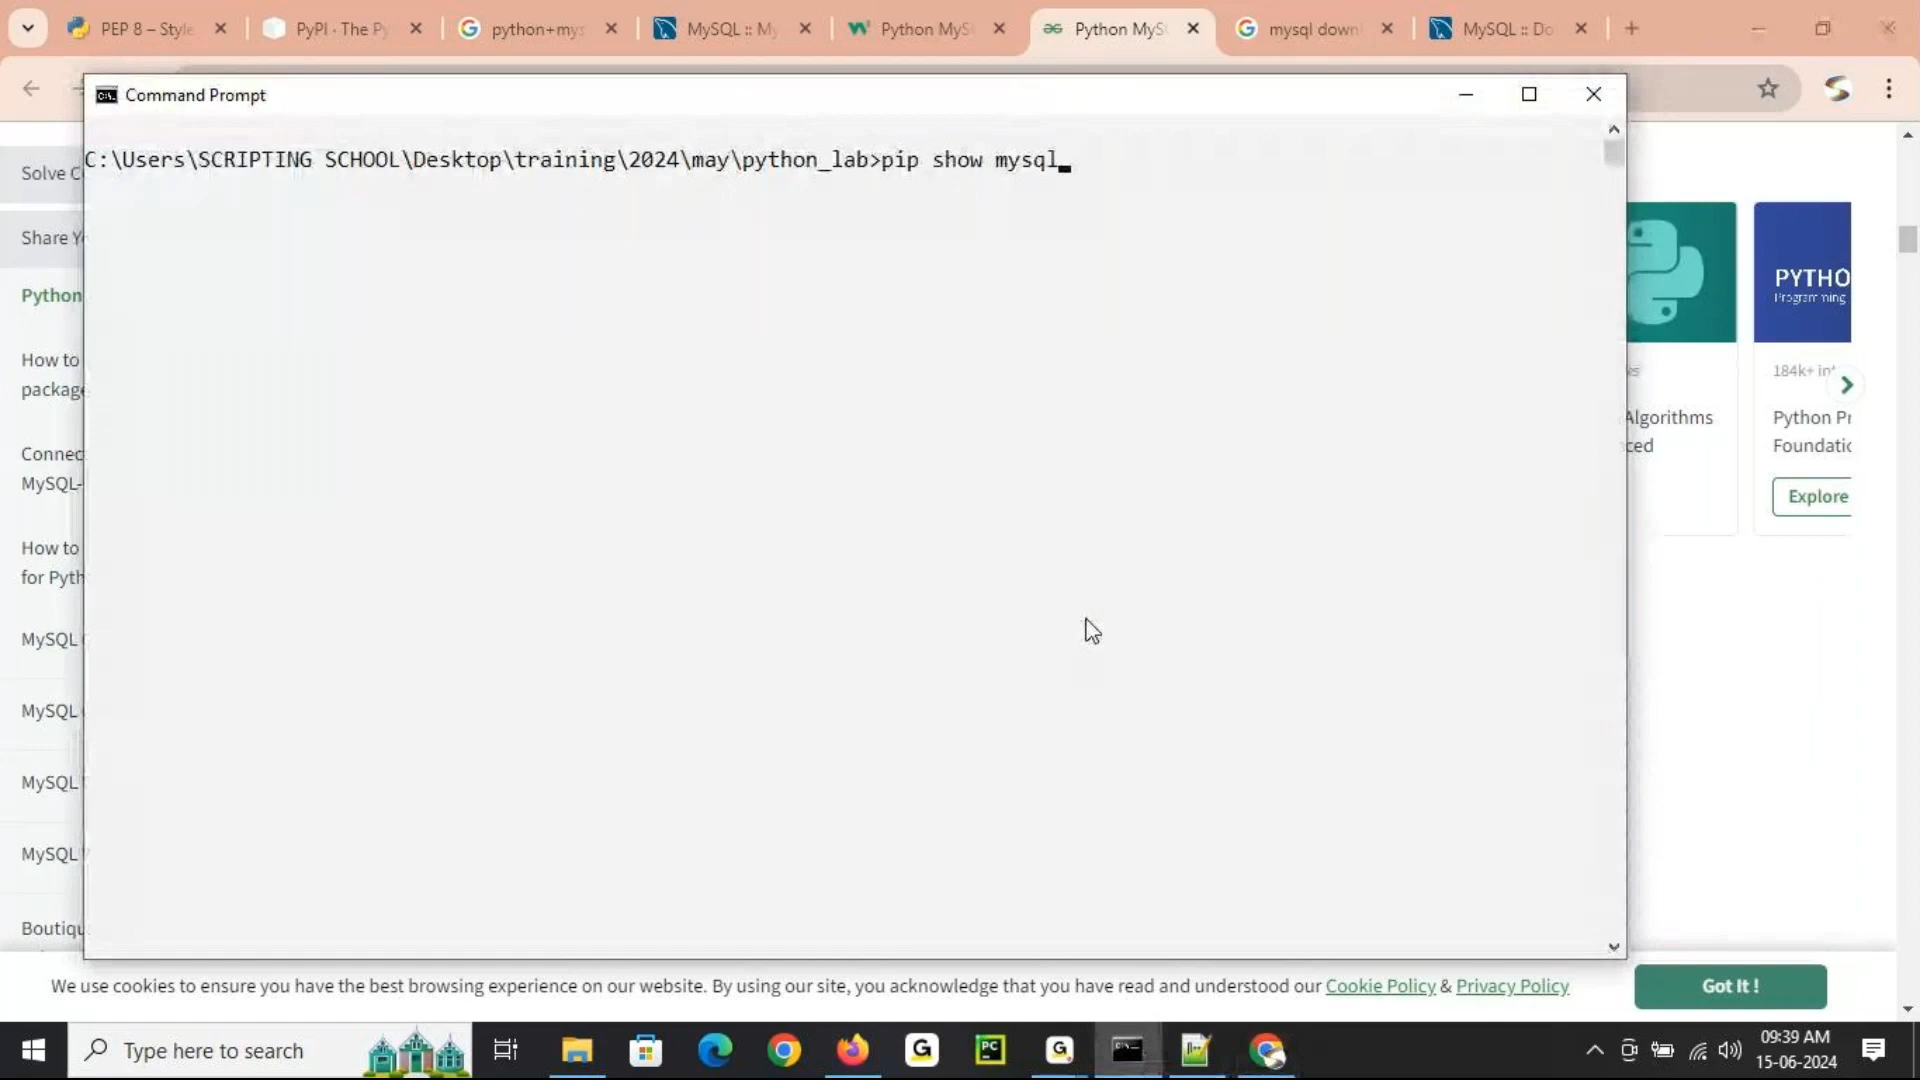 PEP 8 – Style
PyPI · The Py
python+mys
MySQL :: My
Python MyS
Python MyS
mysql down
MySQL :: Do
Command Prompt
C:\Users\SCRIPTING SCHOOL\Desktop\training\2024\may\python_lab>pip show mysql
Solve C
Share Y
Python
How to
package
Connec
MySQL-
How to
for Pyth
MySQL
MySQL
MySQL
MySQL
Boutiqu
PYTHO
Programming
184k+ int
Algorithms
Python Pr
Foundatic
Explore
We use cookies to ensure you have the best browsing experience on our website. By using our site, you acknowledge that you have read and understood our Cookie Policy & Privacy Policy
Got It !
Type here to search
09:39 AM
15-06-2024